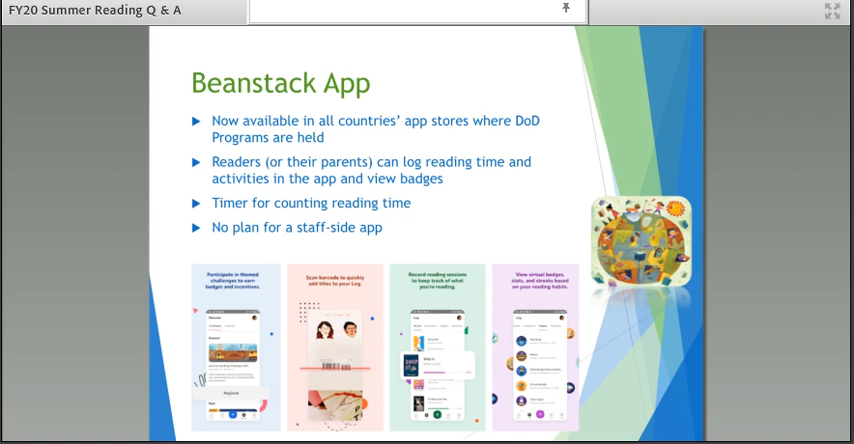 FY20 Summer Reading Q & A
Beanstack App
Now available in all countries' app stores where DoD
Programs are held
Readers (or their parents) can log reading time and
activities in the app and view badges
Timer for counting reading time
No plan for a staff-side app
Participate in themed
challenges to earn
badges and incentives.
Scan barcode to quickly
add titles to your Log.
Record reading sessions
to keep track of what
you're reading.
View virtual badges,
stats, and streaks based
on your reading habits.
Register